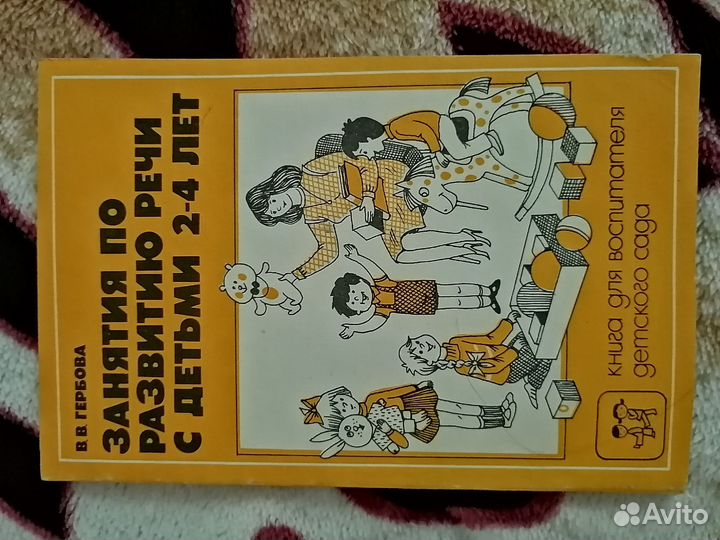 В. В. ГЕРБОВА
ЗАНЯТИЯ ПО
РАЗВИТИЮ РЕЧИ
С ДЕТЬМИ 2-4 ЛЕТ
книга для воспитателя
детского сада
Avito